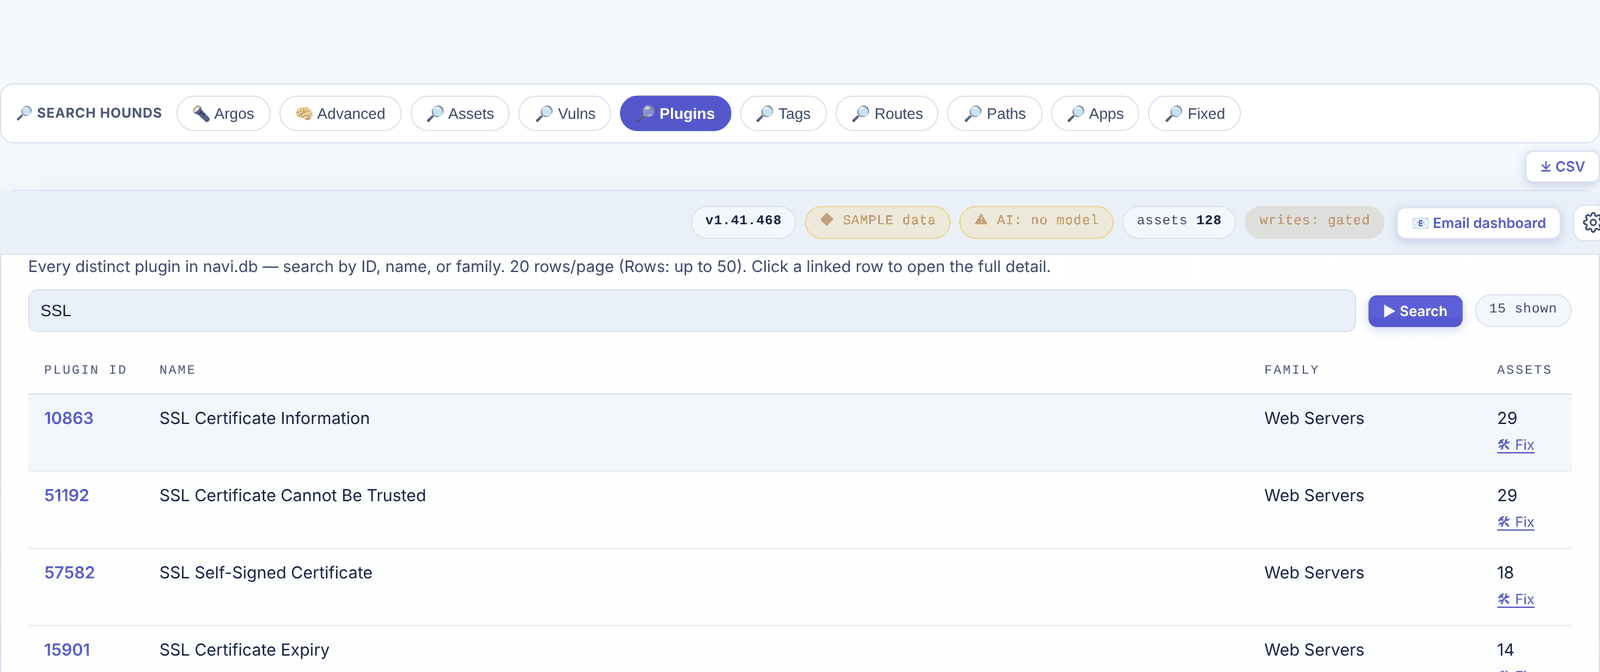 SEARCH HOUNDS Argos Advanced Assets Vulns Plugins Tags Routes Paths Apps Fixed
CSV
v1.41.468 SAMPLE data AI: no model assets 128 writes: gated Email dashboard
Every distinct plugin in navi.db — search by ID, name, or family. 20 rows/page (Rows: up to 50). Click a linked row to open the full detail.
SSL Search 15 shown
PLUGIN ID NAME FAMILY ASSETS
10863 SSL Certificate Information Web Servers 29
Fix
51192 SSL Certificate Cannot Be Trusted Web Servers 29
Fix
57582 SSL Self-Signed Certificate Web Servers 18
Fix
15901 SSL Certificate Expiry Web Servers 14